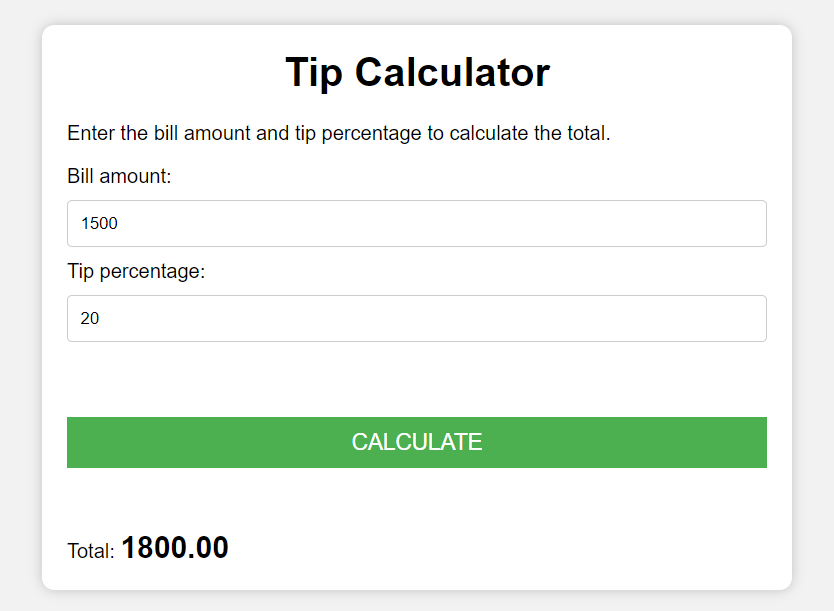 Tip Calculator
Enter the bill amount and tip percentage to calculate the total.
Bill amount:
1500
Tip percentage:
20
CALCULATE
Total: 1800.00